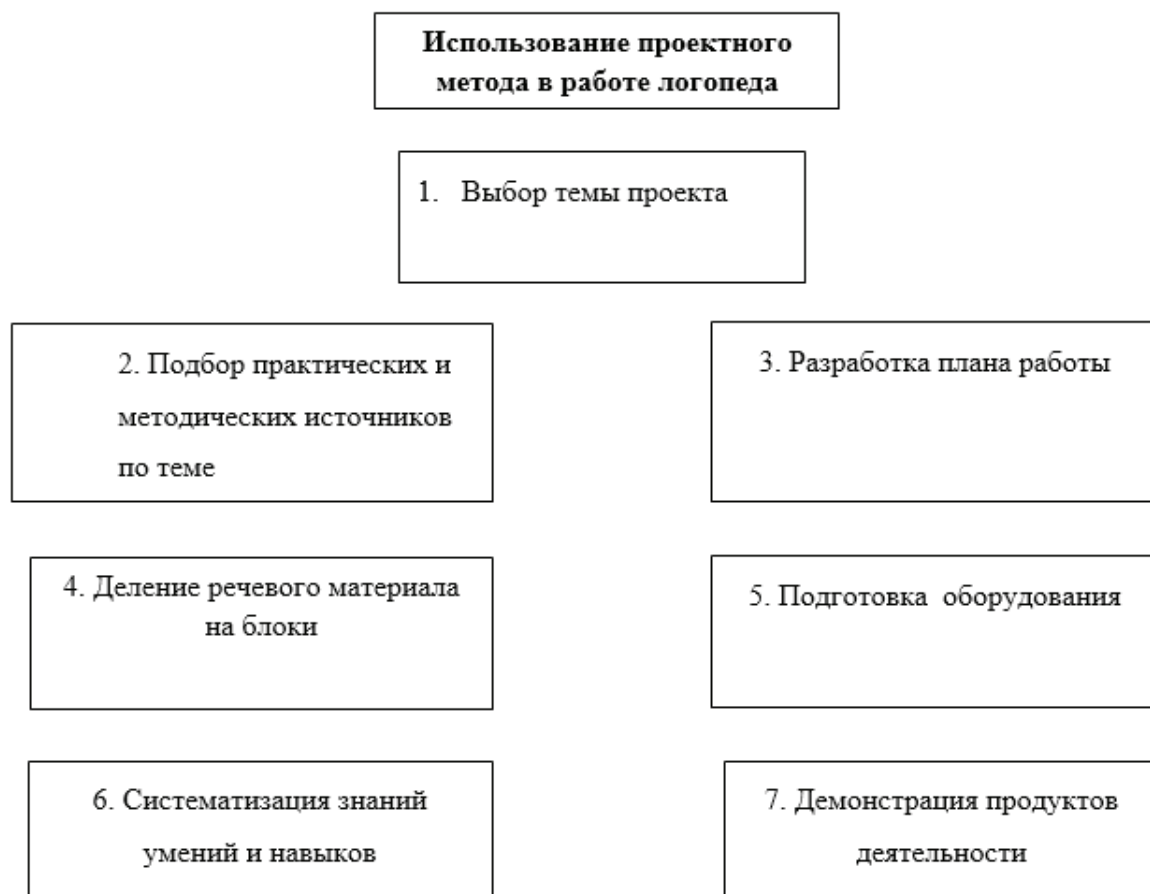 Использование проектного
метода в работе логопеда
1. Выбор темы проекта
2. Подбор практических и
методических источников
по теме
3. Разработка плана работы
4. Деление речевого материала
на блоки
5. Подготовка оборудования
6. Систематизация знаний
умений и навыков
7. Демонстрация продуктов
деятельности